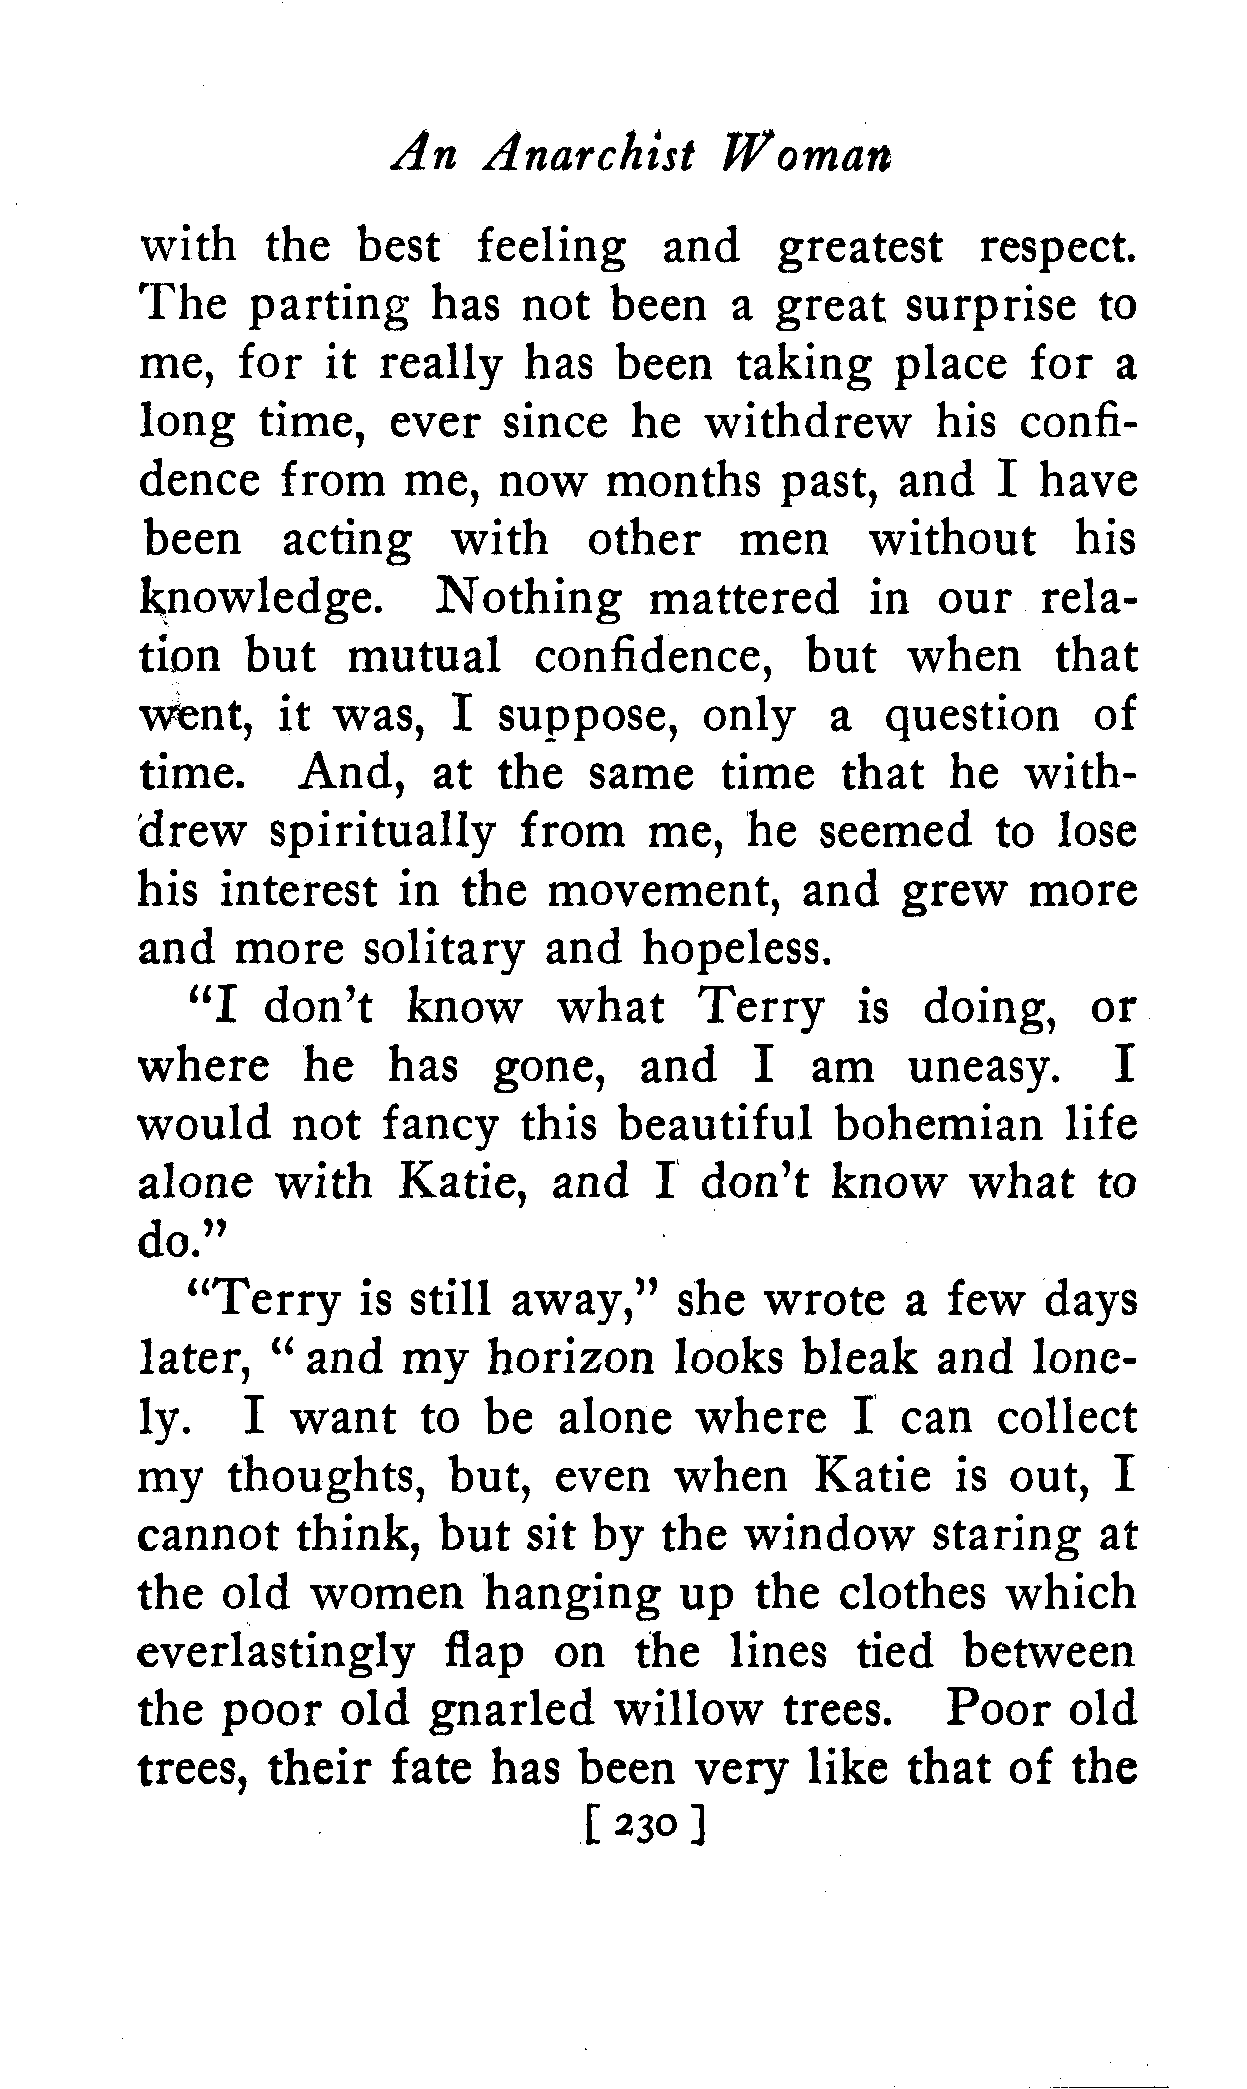 An Anarchist Woman
with the best feeling and greatest respect.
The parting has not been a great surprise to
me, for it really has been taking place for a
long time, ever since he withdrew his confi-
dence from me, now months past, and I have
been acting with other men without his
knowledge. Nothing mattered in our rela-
tion but mutual confidence, but when that
went, it was, I suppose, only a question of
time. And, at the same time that he with-
drew spiritually from me, he seemed to lose
his interest in the movement, and grew more
and more solitary and hopeless.
"I don't know what Terry is doing, or
where he has gone, and I am uneasy. I
would not fancy this beautiful bohemian life
alone with Katie, and I don't know what to
do."
"Terry is still away," she wrote a few days
later, "and my horizon looks bleak and lone-
ly. I want to be alone where I can collect
my thoughts, but, even when Katie is out, I
cannot think, but sit by the window staring at
the old women hanging up the clothes which
everlastingly flap on the lines tied between
the poor old gnarled willow trees. Poor old
trees, their fate has been very like that of the
[ 230 ]